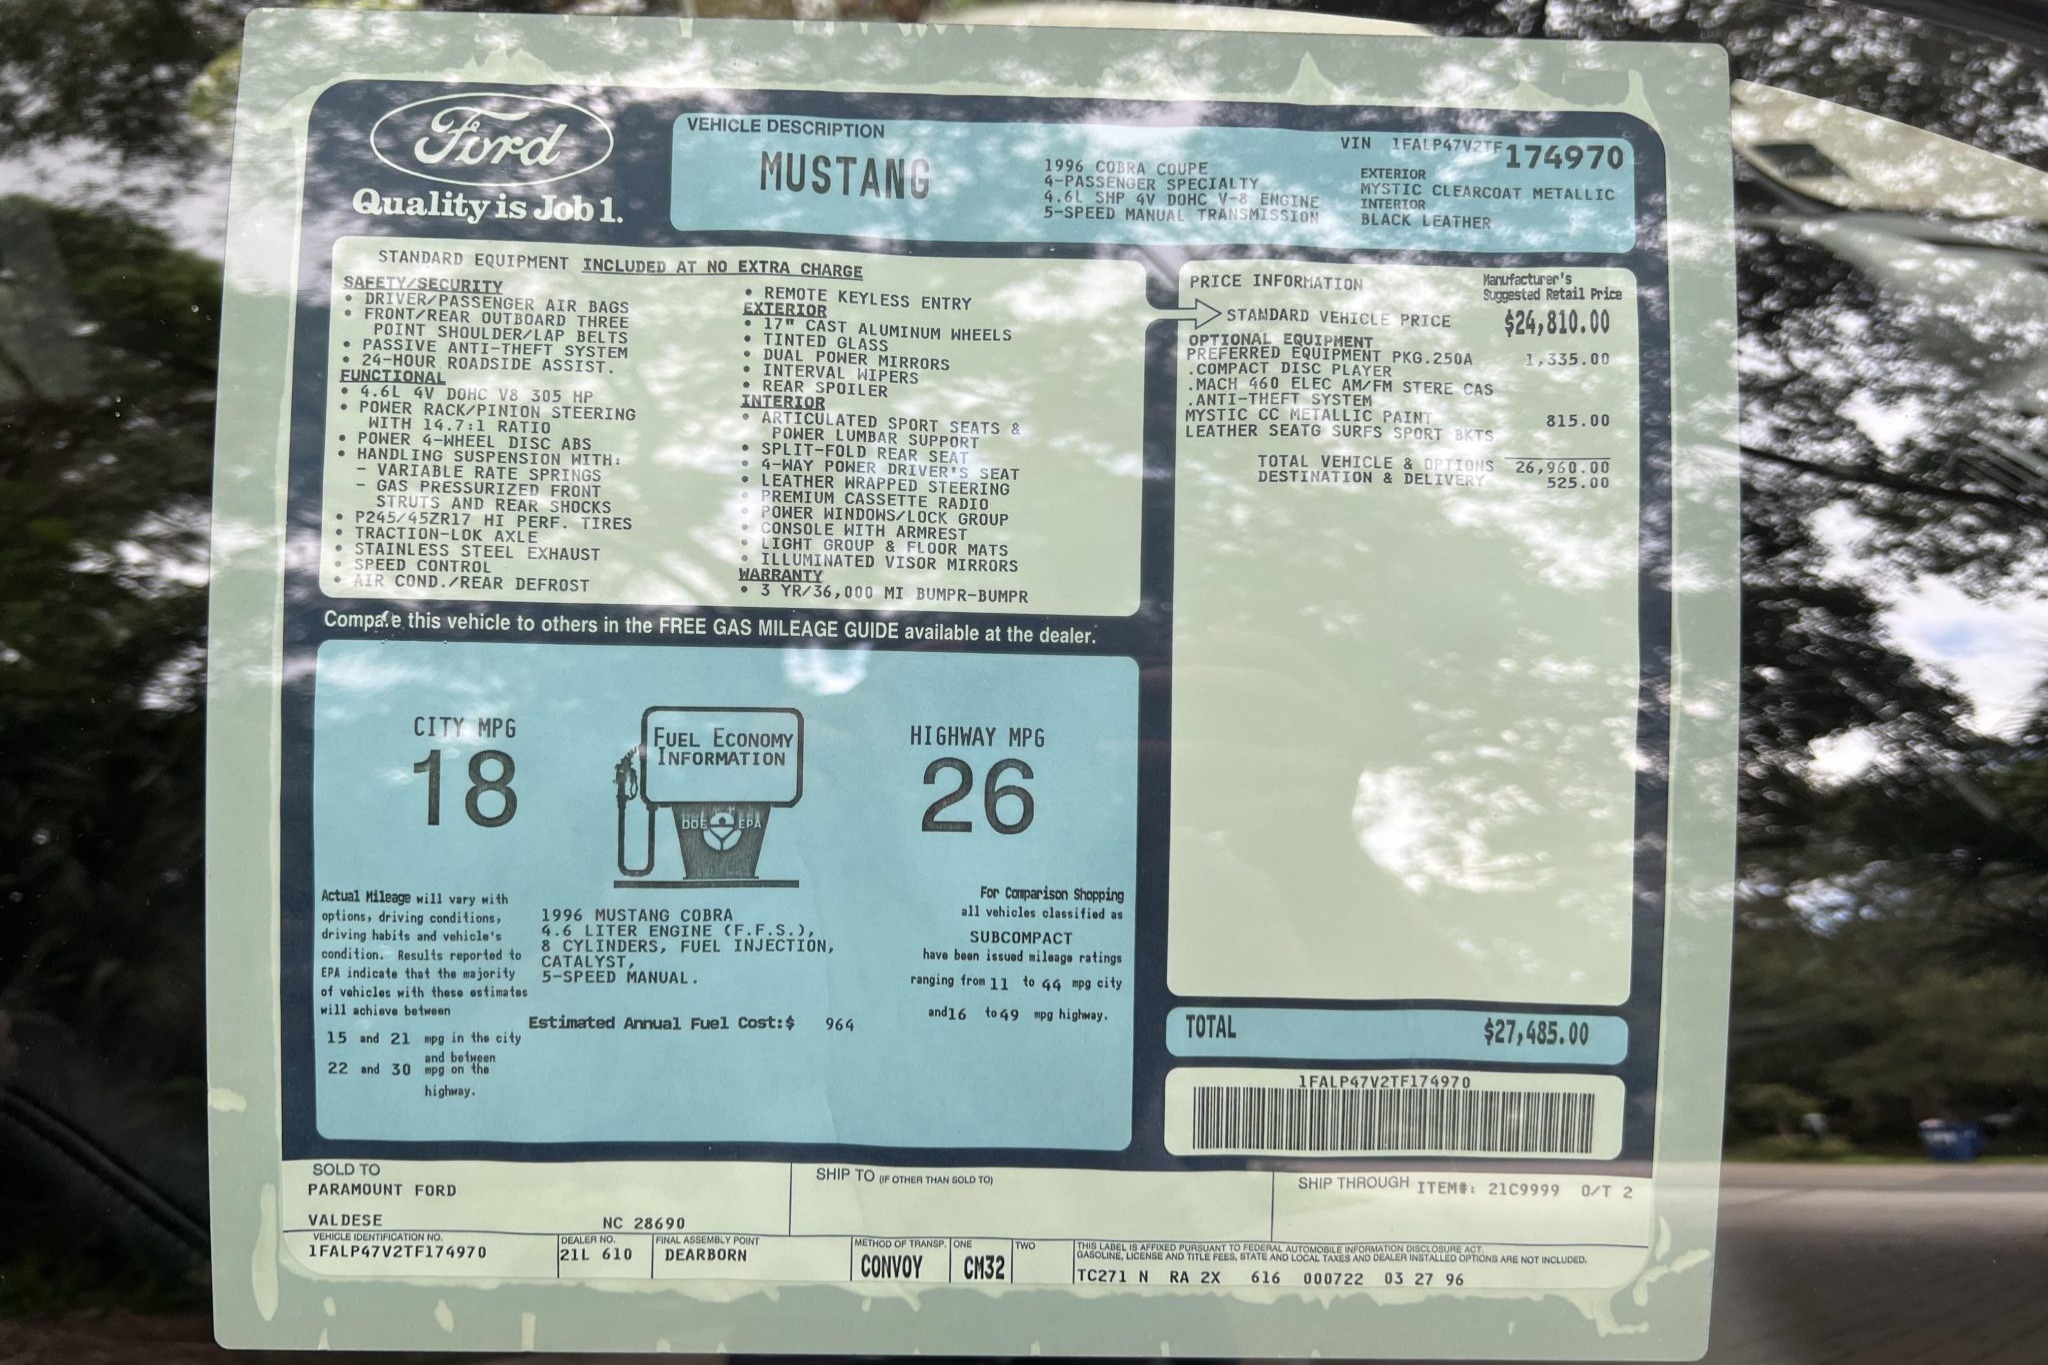 Ford
Quality is Job 1.
VEHICLE DESCRIPTION
MUSTANG
1996 COBRA COUPE
4-PASSENGER SPECIALTY
4.6L SHP 4V DOHC V-8 ENGINE
5-SPEED MANUAL TRANSMISSION
VIN 1FALP47V2TF174970
EXTERIOR
MYSTIC CLEARCOAT METALLIC
INTERIOR
BLACK LEATHER
STANDARD EQUIPMENT INCLUDED AT NO EXTRA CHARGE
SAFETY/SECURITY
• DRIVER/PASSENGER AIR BAGS
• FRONT/REAR OUTBOARD THREE
POINT SHOULDER/LAP BELTS
• PASSIVE ANTI-THEFT SYSTEM
• 24-HOUR ROADSIDE ASSIST.
FUNCTIONAL
• 4.6L 4V DOHC V8 305 HP
• POWER RACK/PINION STEERING
WITH 14.7:1 RATIO
• POWER 4-WHEEL DISC ABS
• HANDLING SUSPENSION WITH:
- VARIABLE RATE SPRINGS
- GAS PRESSURIZED FRONT
STRUTS AND REAR SHOCKS
• P245/45ZR17 HI PERF. TIRES
• TRACTION-LOK AXLE
• STAINLESS STEEL EXHAUST
• SPEED CONTROL
• AIR COND./REAR DEFROST
• REMOTE KEYLESS ENTRY
EXTERIOR
• 17" CAST ALUMINUM WHEELS
• TINTED GLASS
• DUAL POWER MIRRORS
• INTERVAL WIPERS
• REAR SPOILER
INTERIOR
• ARTICULATED SPORT SEATS &
POWER LUMBAR SUPPORT
• SPLIT-FOLD REAR SEAT
• 4-WAY POWER DRIVER'S SEAT
• LEATHER WRAPPED STEERING
• PREMIUM CASSETTE RADIO
• POWER WINDOWS/LOCK GROUP
• CONSOLE WITH ARMREST
• LIGHT GROUP & FLOOR MATS
• ILLUMINATED VISOR MIRRORS
WARRANTY
• 3 YR/36,000 MI BUMPR-BUMPR
PRICE INFORMATION
Manufacturer's
Suggested Retail Price
STANDARD VEHICLE PRICE $24,810.00
OPTIONAL EQUIPMENT
PREFERRED EQUIPMENT PKG.250A 1,335.00
.COMPACT DISC PLAYER
.MACH 460 ELEC AM/FM STERE CAS
.ANTI-THEFT SYSTEM
MYSTIC CC METALLIC PAINT 815.00
LEATHER SEATG SURFS SPORT BKTS
TOTAL VEHICLE & OPTIONS 26,960.00
DESTINATION & DELIVERY 525.00
Compare this vehicle to others in the FREE GAS MILEAGE GUIDE available at the dealer.
CITY MPG
18
FUEL ECONOMY
INFORMATION
DOE EPA
HIGHWAY MPG
26
Actual Mileage will vary with
options, driving conditions,
driving habits and vehicle's
condition. Results reported to
EPA indicate that the majority
of vehicles with these estimates
will achieve between
15 and 21 mpg in the city
and between
22 and 30 mpg on the
highway.
1996 MUSTANG COBRA
4.6 LITER ENGINE (F.F.S.),
8 CYLINDERS, FUEL INJECTION,
CATALYST,
5-SPEED MANUAL.
Estimated Annual Fuel Cost:$ 964
For Comparison Shopping
all vehicles classified as
SUBCOMPACT
have been issued mileage ratings
ranging from 11 to 44 mpg city
and 16 to 49 mpg highway.
TOTAL $27,485.00
1FALP47V2TF174970
SOLD TO
PARAMOUNT FORD
VALDESE NC 28690
SHIP TO (IF OTHER THAN SOLD TO)
SHIP THROUGH ITEM#: 21C9999 O/T 2
VEHICLE IDENTIFICATION NO.
1FALP47V2TF174970
DEALER NO.
21L 610
FINAL ASSEMBLY POINT
DEARBORN
METHOD OF TRANSP.
CONVOY
ONE
CM32
TWO
THIS LABEL IS AFFIXED PURSUANT TO FEDERAL AUTOMOBILE INFORMATION DISCLOSURE ACT.
GASOLINE, LICENSE AND TITLE FEES, STATE AND LOCAL TAXES AND DEALER INSTALLED OPTIONS ARE NOT INCLUDED.
TC271 N RA 2X 616 000722 03 27 96